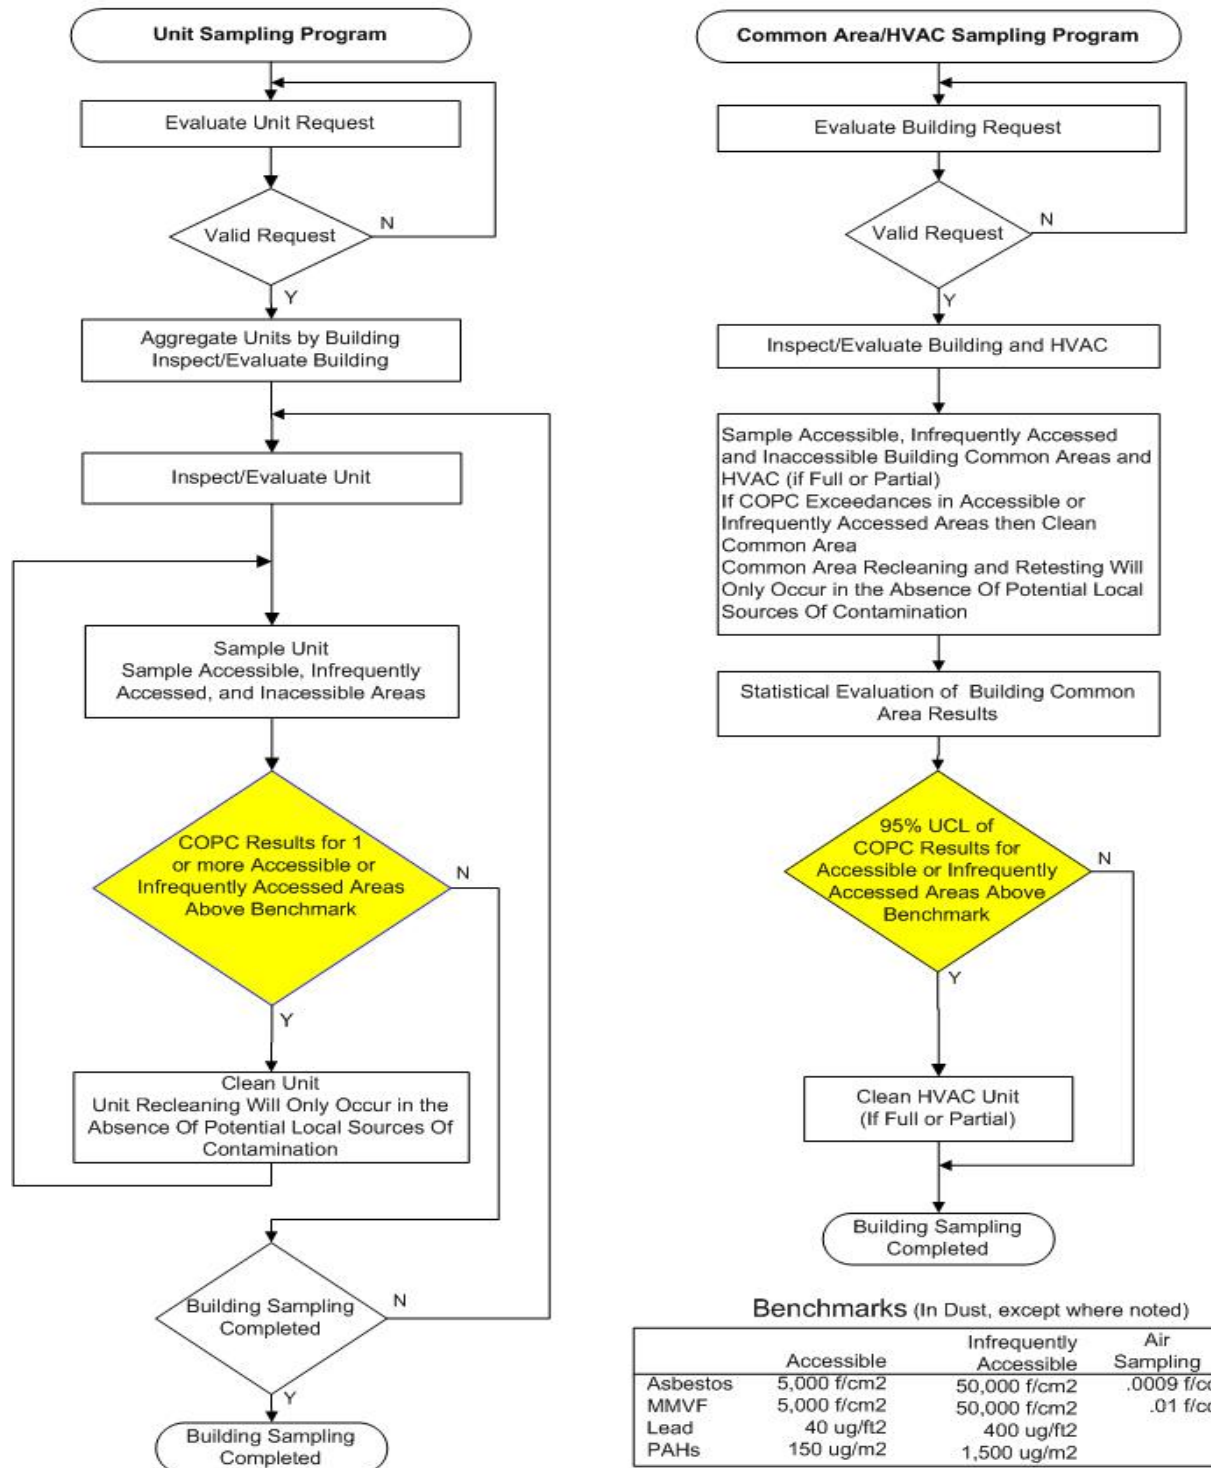 Unit Sampling Program
Evaluate Unit Request
Valid Request
N
Y
Aggregate Units by Building
Inspect/Evaluate Building
Inspect/Evaluate Unit
Sample Unit
Sample Accessible, Infrequently
Accessed, and Inacessible Areas
COPC Results for 1
or more Accessible or
Infrequently Accessed Areas
Above Benchmark
N
Y
Clean Unit
Unit Recleaning Will Only Occur in the
Absence Of Potential Local Sources Of
Contamination
Building Sampling
Completed
N
Y
Building Sampling
Completed
Common Area/HVAC Sampling Program
Evaluate Building Request
Valid Request
N
Y
Inspect/Evaluate Building and HVAC
Sample Accessible, Infrequently Accessed
and Inaccessible Building Common Areas and
HVAC (if Full or Partial)
If COPC Exceedances in Accessible or
Infrequently Accessed Areas then Clean
Common Area
Common Area Recleaning and Retesting Will
Only Occur in the Absence Of Potential Local
Sources Of Contamination
Statistical Evaluation of Building Common
Area Results
95% UCL of
COPC Results for
Accessible or Infrequently
Accessed Areas Above
Benchmark
N
Y
Clean HVAC Unit
(If Full or Partial)
Building Sampling
Completed
Benchmarks (In Dust, except where noted)
Accessible Infrequently Accessible Air Sampling
Asbestos 5,000 f/cm2 50,000 f/cm2 .0009
MMVF 5,000 f/cm2 50,000 f/cm2 .01
Lead 40 ug/ft2 400 ug/ft2
PAHs 150 ug/m2 1,500 ug/m2